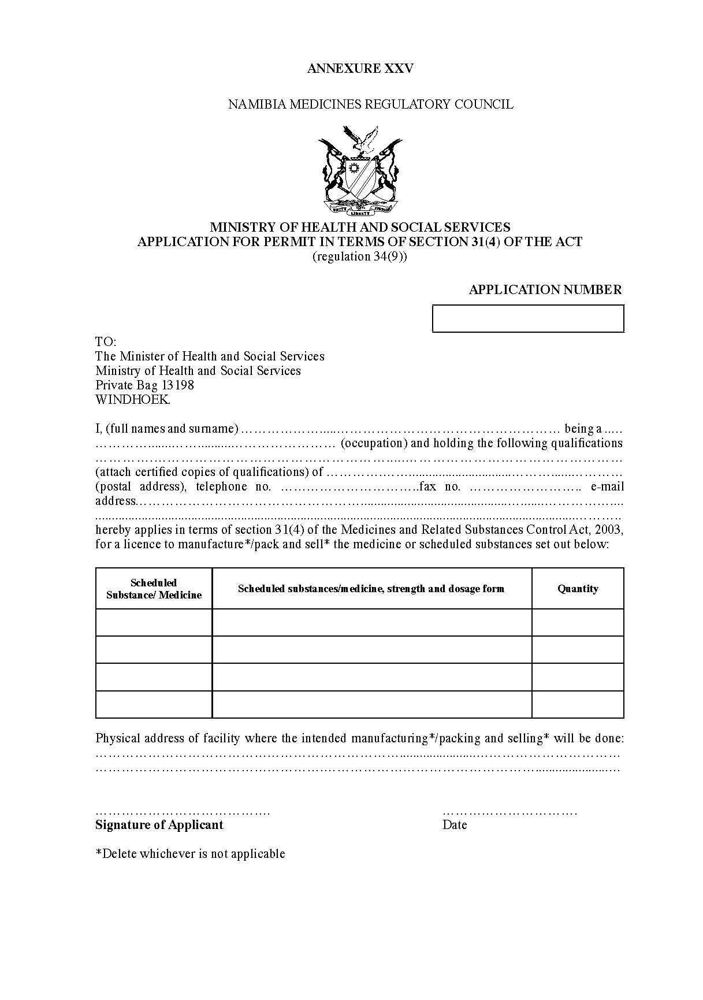 ANNEXURE XXV
NAMIBIA MEDICINES REGULATORY COUNCIL
UNITY LIBERTY JUSTICE
MINISTRY OF HEALTH AND SOCIAL SERVICES
APPLICATION FOR PERMIT IN TERMS OF SECTION 31(4) OF THE ACT
(regulation 34(9))
APPLICATION NUMBER
TO:
The Minister of Health and Social Services
Ministry of Health and Social Services
Private Bag 13198
WINDHOEK.
I, (full names and surname) ……………….....…………………………………………… being a ..…
…………......……..........…………………… (occupation) and holding the following qualifications
……………………………………………………………...……………………………………………
(attach certified copies of qualifications) of ………………................................………......…………
(postal address), telephone no. …………………………..fax no. …………………….. e-mail
address……………………………………………...............................................……......……………....
.....................................................................................................................................................………..
hereby applies in terms of section 31(4) of the Medicines and Related Substances Control Act, 2003,
for a licence to manufacture*/pack and sell* the medicine or scheduled substances set out below:
Scheduled
Substance/ Medicine
Scheduled substances/medicine, strength and dosage form
Quantity
Physical address of facility where the intended manufacturing*/packing and selling* will be done:
……………………………………………………………........................……………………………
…………………………………………………………………………………………........................…
………………………………….
………………………….
Signature of Applicant
Date
*Delete whichever is not applicable